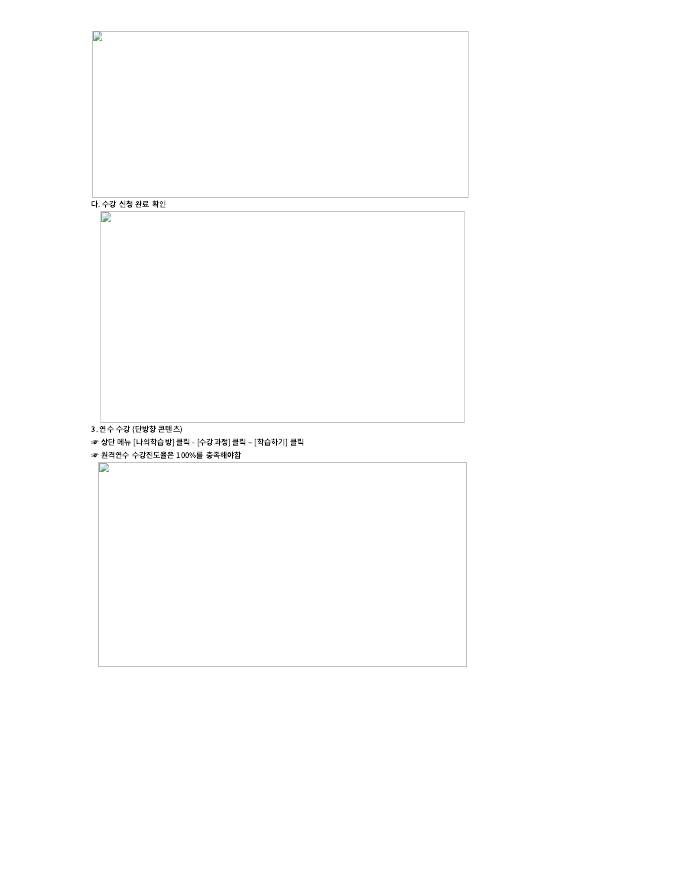 다. 수강 신청 완료 확인
3. 연수 수강 (단방향 콘텐츠)
☞ 상단 메뉴 [나의학습방] 클릭 - [수강과정] 클릭 – [학습하기] 클릭
☞ 원격연수 수강진도율은 100%를 충족해야함